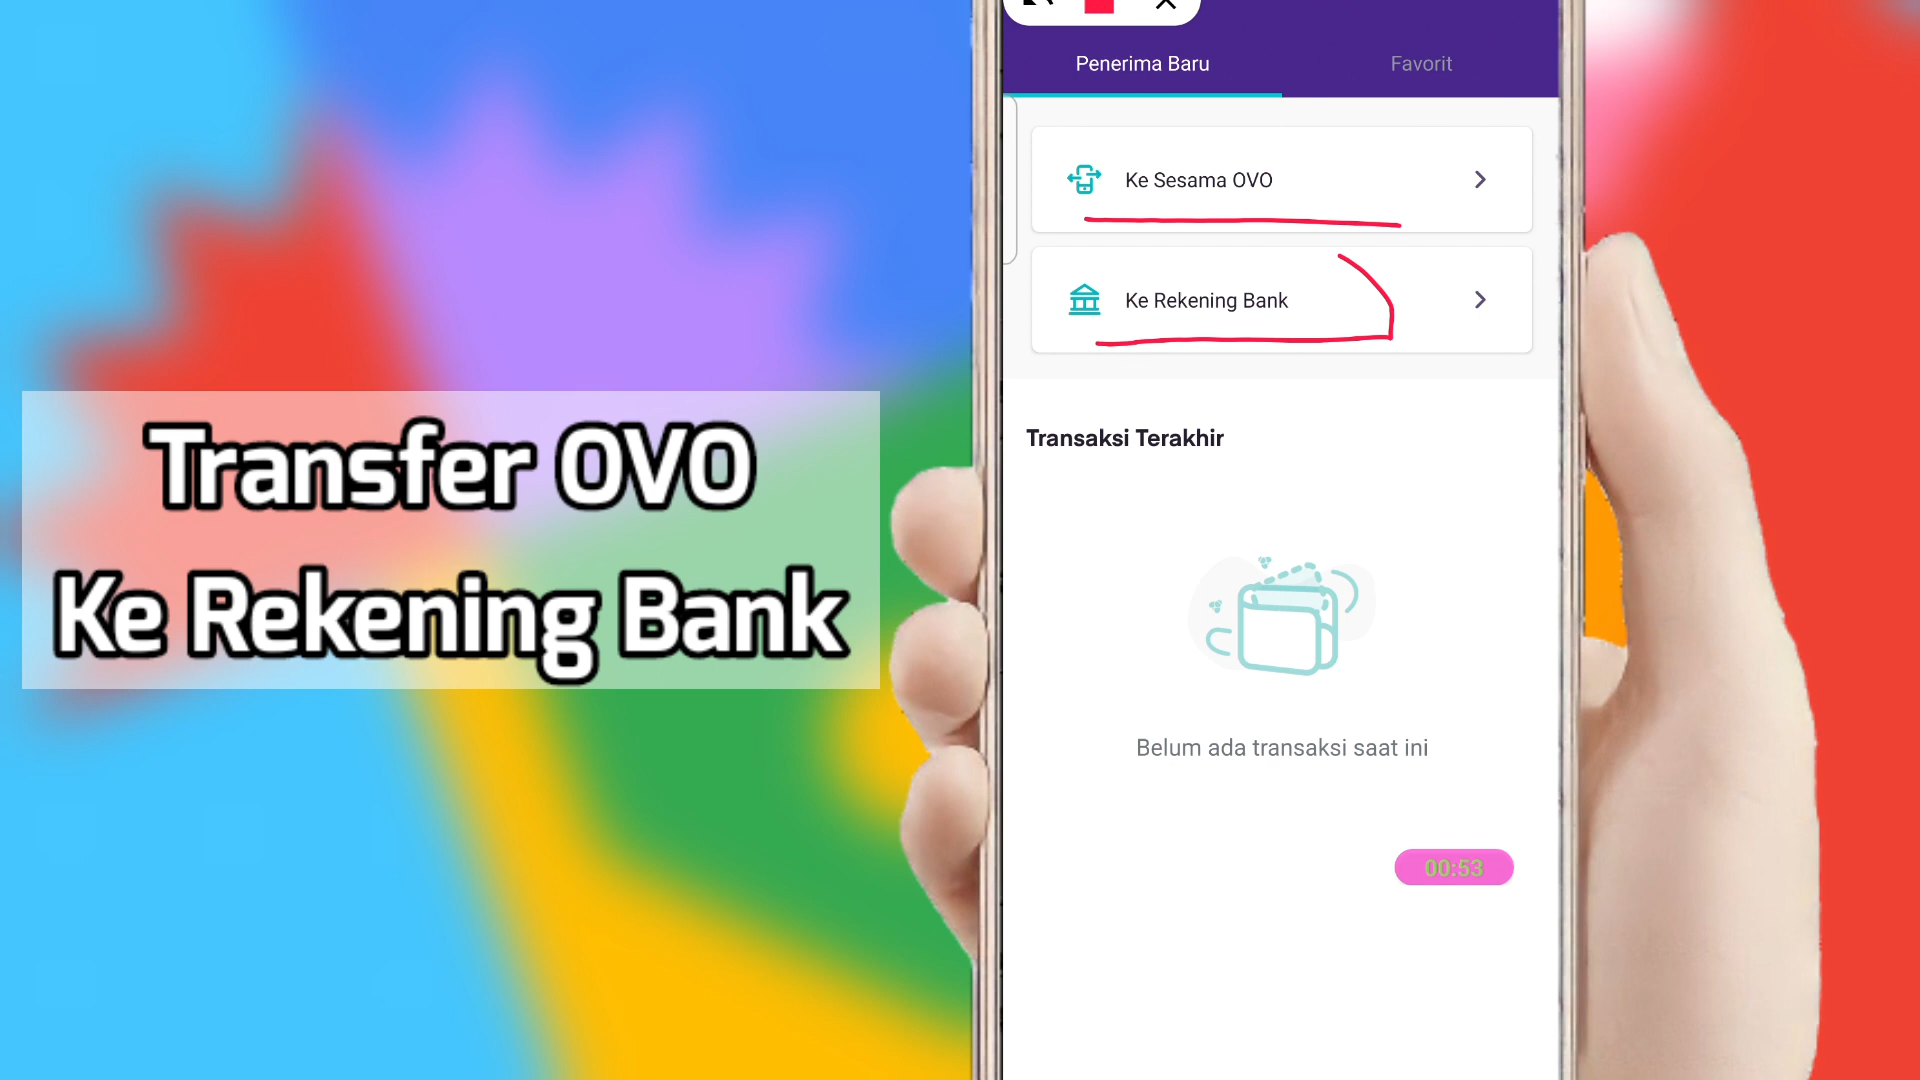 Transfer OVO
Ke Rekening Bank
Penerima Baru
Favorit
Ke Sesama OVO
Ke Rekening Bank
Transaksi Terakhir
Belum ada transaksi saat ini
00:53